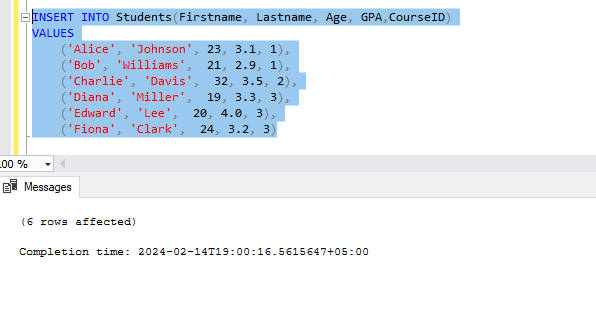 INSERT INTO Students(Firstname, Lastname, Age, GPA,CourseID)
VALUES
('Alice', 'Johnson', 23, 3.1, 1),
('Bob', 'Williams',  21, 2.9, 1),
('Charlie', 'Davis',  32, 3.5, 2),
('Diana', 'Miller',  19, 3.3, 3),
('Edward', 'Lee',  20, 4.0, 3),
('Fiona', 'Clark',  24, 3.2, 3)
.00 %
Messages
(6 rows affected)
Completion time: 2024-02-14T19:00:16.5615647+05:00